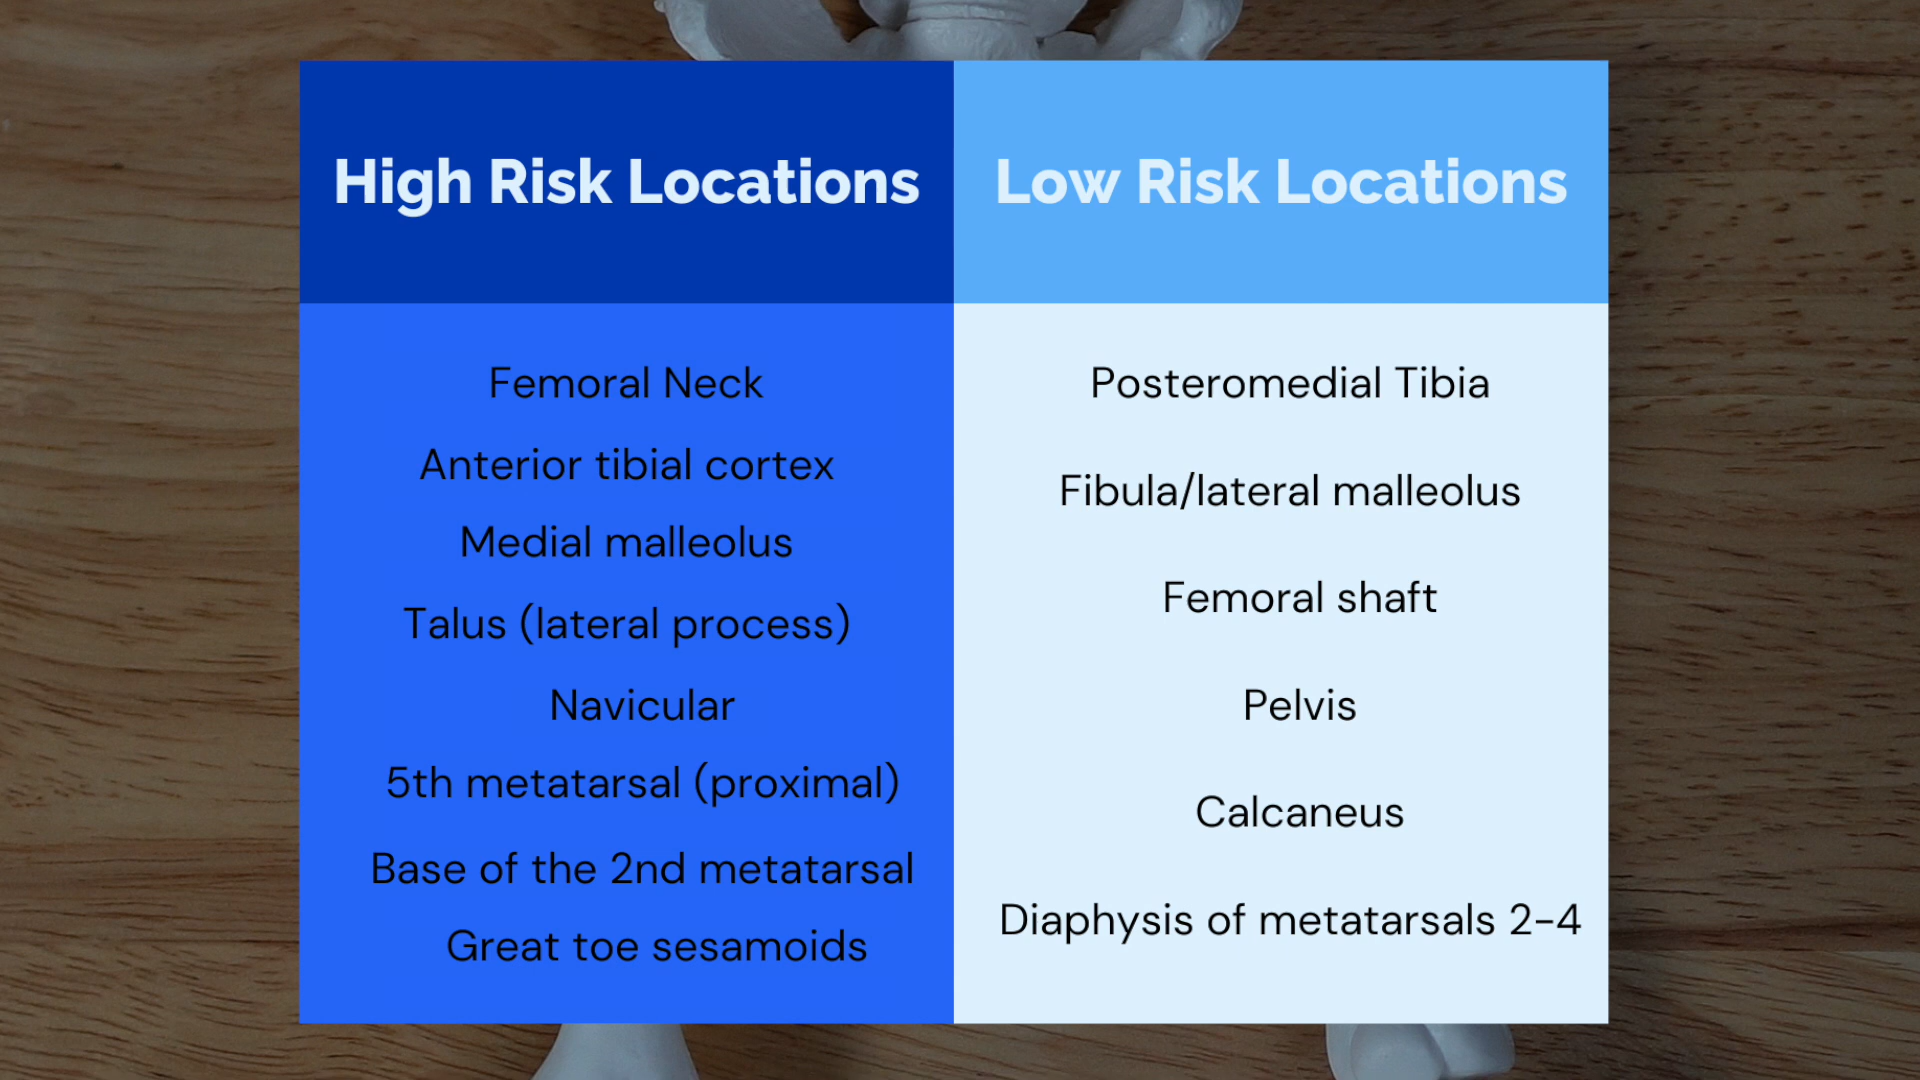 High Risk Locations
Low Risk Locations
Femoral Neck
Anterior tibial cortex
Medial malleolus
Talus (lateral process)
Navicular
5th metatarsal (proximal)
Base of the 2nd metatarsal
Great toe sesamoids
Posteromedial Tibia
Fibula/lateral malleolus
Femoral shaft
Pelvis
Calcaneus
Diaphysis of metatarsals 2-4